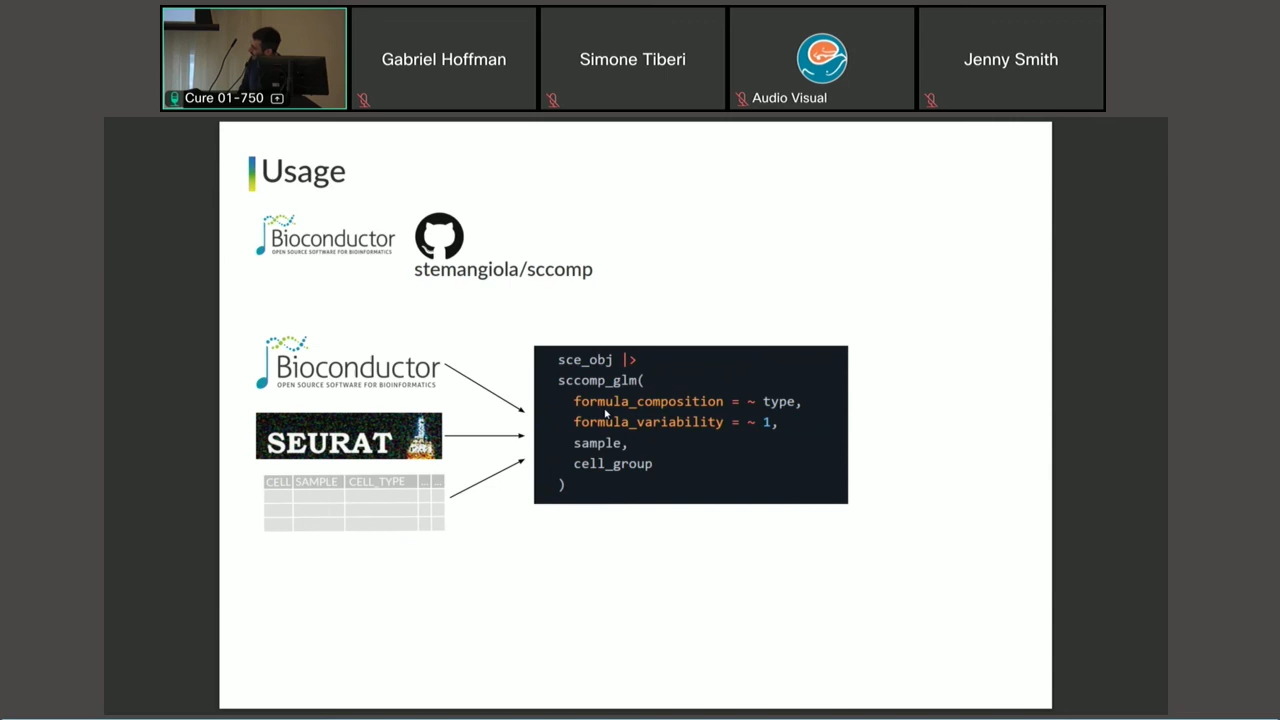 Cure 01-750
Gabriel Hoffman
Simone Tiberi
Audio Visual
Jenny Smith
Usage
Bioconductor
OPEN SOURCE SOFTWARE FOR BIOINFORMATICS
stemangiola/sccomp
Bioconductor
OPEN SOURCE SOFTWARE FOR BIOINFORMATICS
SEURAT
CELL SAMPLE CELL_TYPE ... ...
sce_obj |>
sccomp_glm(
formula_composition = ~ type,
formula_variability = ~ 1,
sample,
cell_group
)